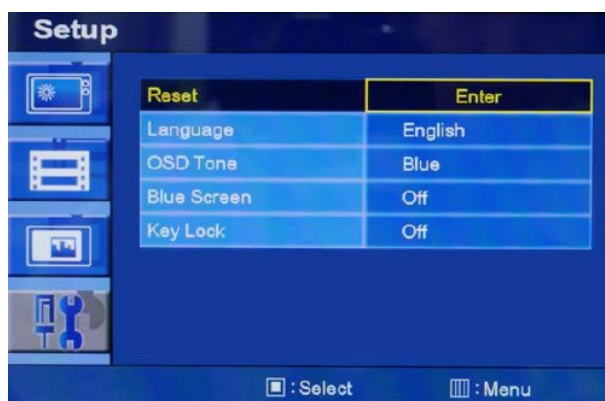 Setup
Reset Enter
Language English
OSD Tone Blue
Blue Screen Off
Key Lock Off
: Select : Menu